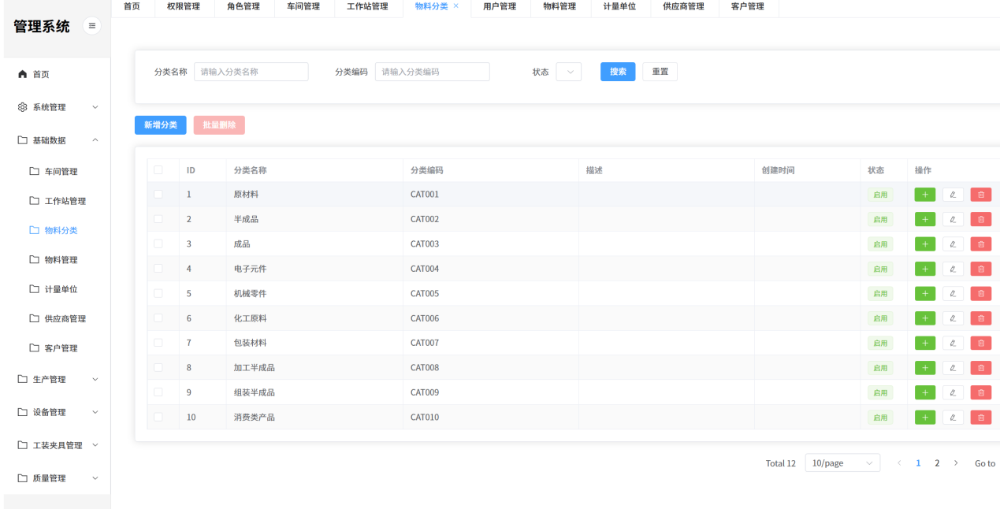 首页 权限管理 角色管理 车间管理 工作站管理 物料分类 × 用户管理 物料管理 计量单位 供应商管理 客户管理
管理系统
首页
系统管理
基础数据
车间管理
工作站管理
物料分类
物料管理
计量单位
供应商管理
客户管理
生产管理
设备管理
工装夹具管理
质量管理
分类名称 请输入分类名称 分类编码 请输入分类编码 状态 搜索 重置
新增分类 批量删除
ID 分类名称 分类编码 描述 创建时间 状态 操作
1 原材料 CAT001 启用
2 半成品 CAT002 启用
3 成品 CAT003 启用
4 电子元件 CAT004 启用
5 机械零件 CAT005 启用
6 化工原料 CAT006 启用
7 包装材料 CAT007 启用
8 加工半成品 CAT008 启用
9 组装半成品 CAT009 启用
10 消费类产品 CAT010 启用
Total 12 10/page 1 2 Go to